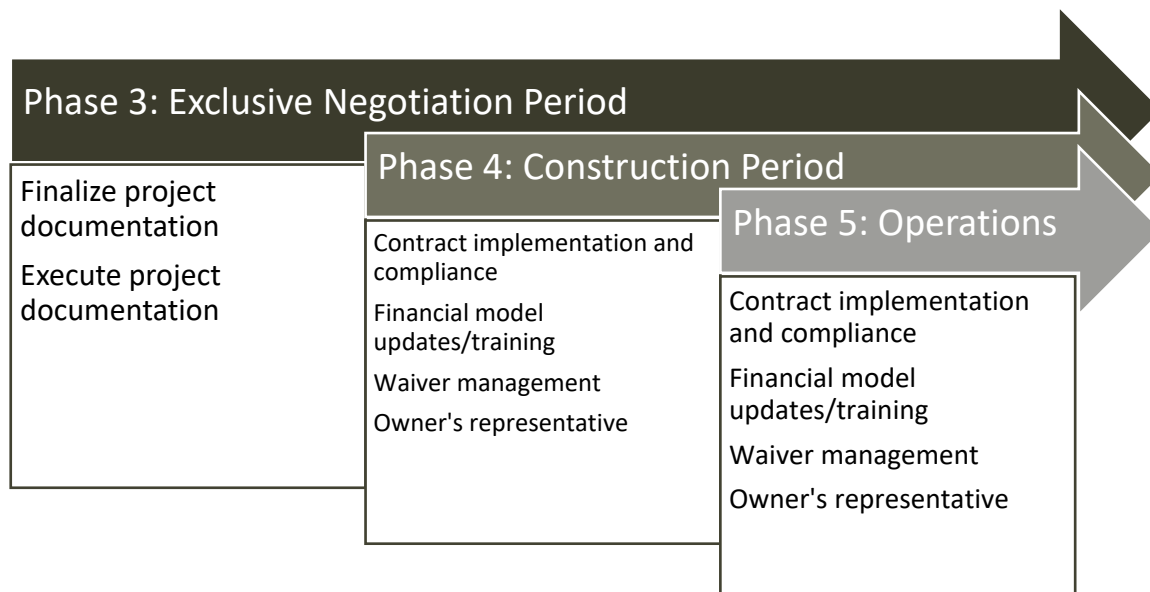 Phase 3: Exclusive Negotiation Period
Finalize project
documentation
Execute project
documentation
Phase 4: Construction Period
Contract implementation and
compliance
Financial model
updates/training
Waiver management
Owner's representative
Phase 5: Operations
Contract implementation
and compliance
Financial model
updates/training
Waiver management
Owner's representative